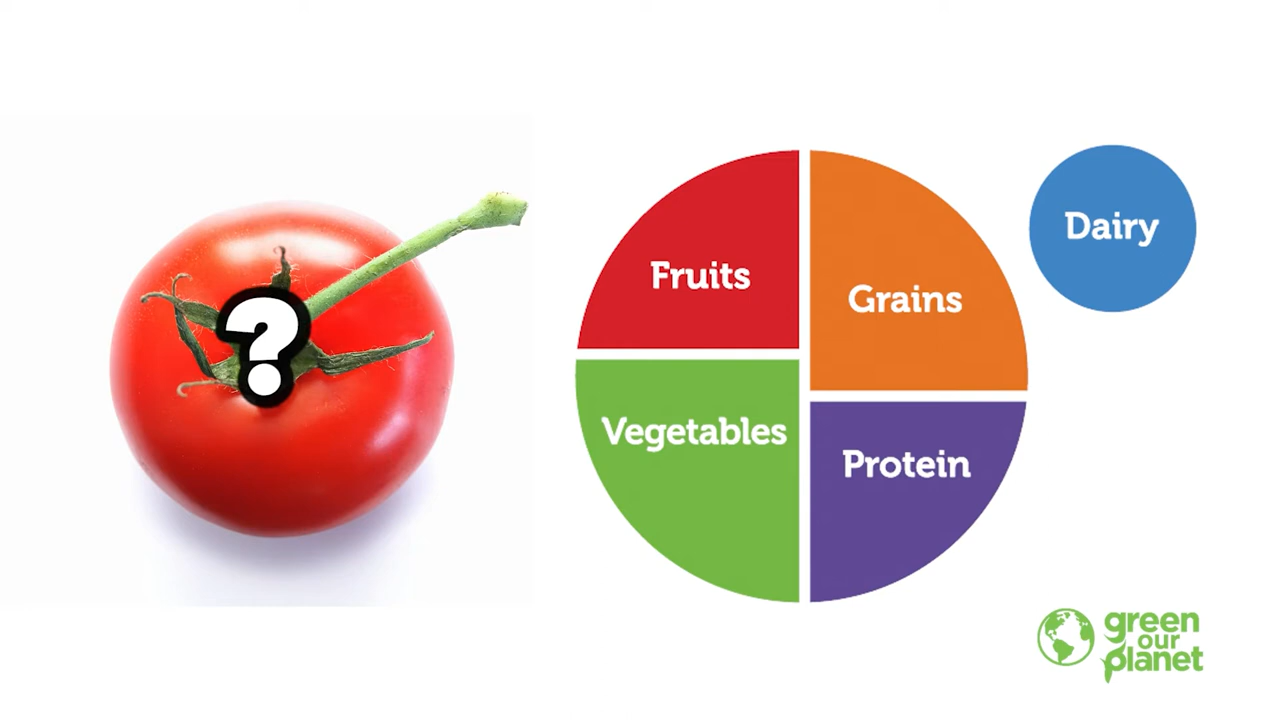 ?
Fruits
Grains
Dairy
Vegetables
Protein
green
our
planet